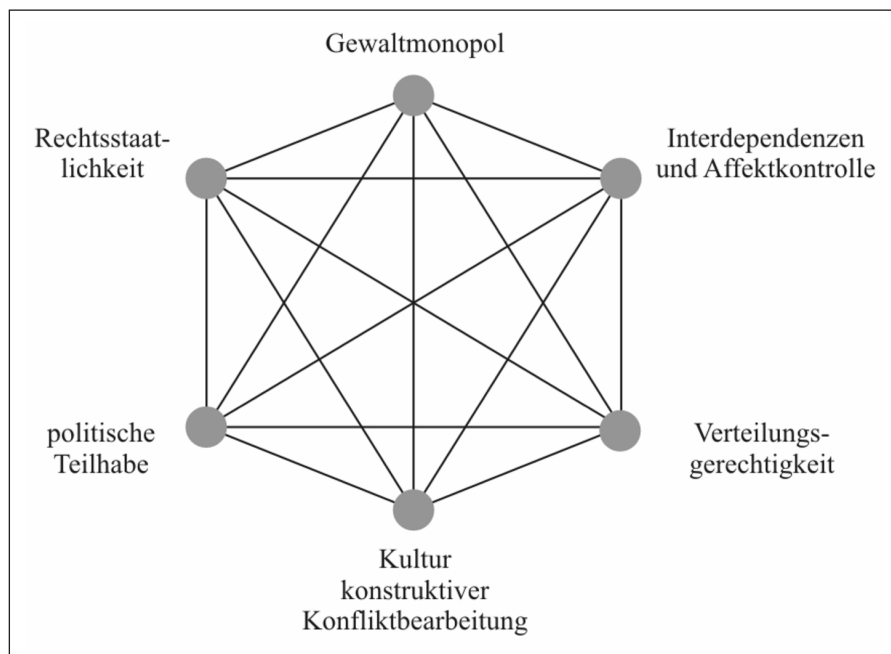 Gewaltmonopol
Rechtsstaat-
lichkeit
Interdependenzen
und Affektkontrolle
politische
Teilhabe
Verteilungs-
gerechtigkeit
Kultur
konstruktiver
Konfliktbearbeitung